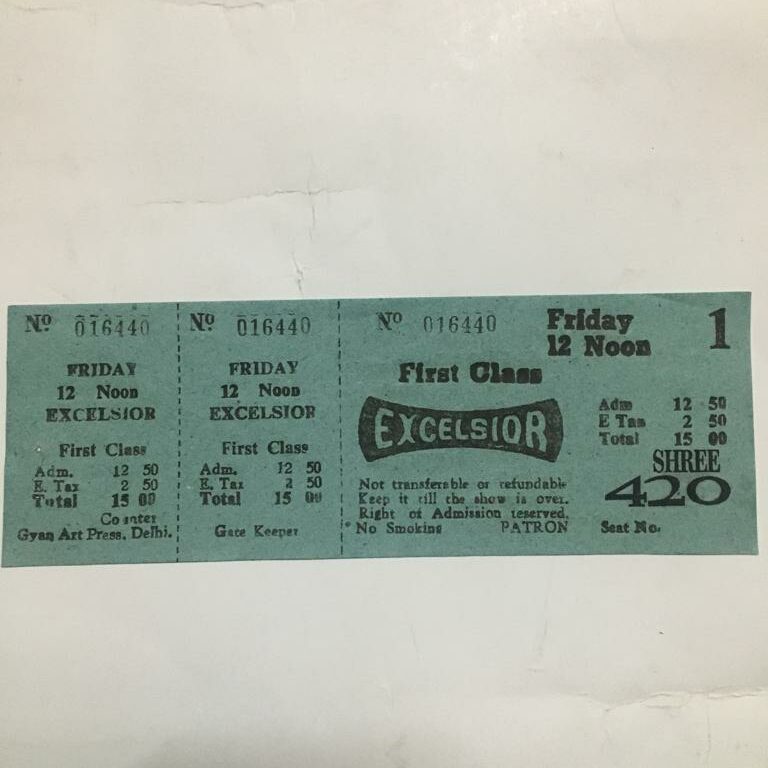 Nº 016440
FRIDAY
12 Noon
EXCELSIOR
First Class
Adm. 12 50
E. Tax 2 50
Total 15 00
Counter
Gyan Art Press, Delhi.
Nº 016440
FRIDAY
12 Noon
EXCELSIOR
First Class
Adm. 12 50
E. Tax 2 50
Total 15 00
Gate Keeper
Nº 016440
First Class
EXCELSIOR
Not transferable or refundable
Keep it till the show is over.
Right of Admission reserved.
No Smoking PATRON
Friday 1
12 Noon
Adm 12 50
E Tax 2 50
Total 15 00
SHREE
420
Seat No.